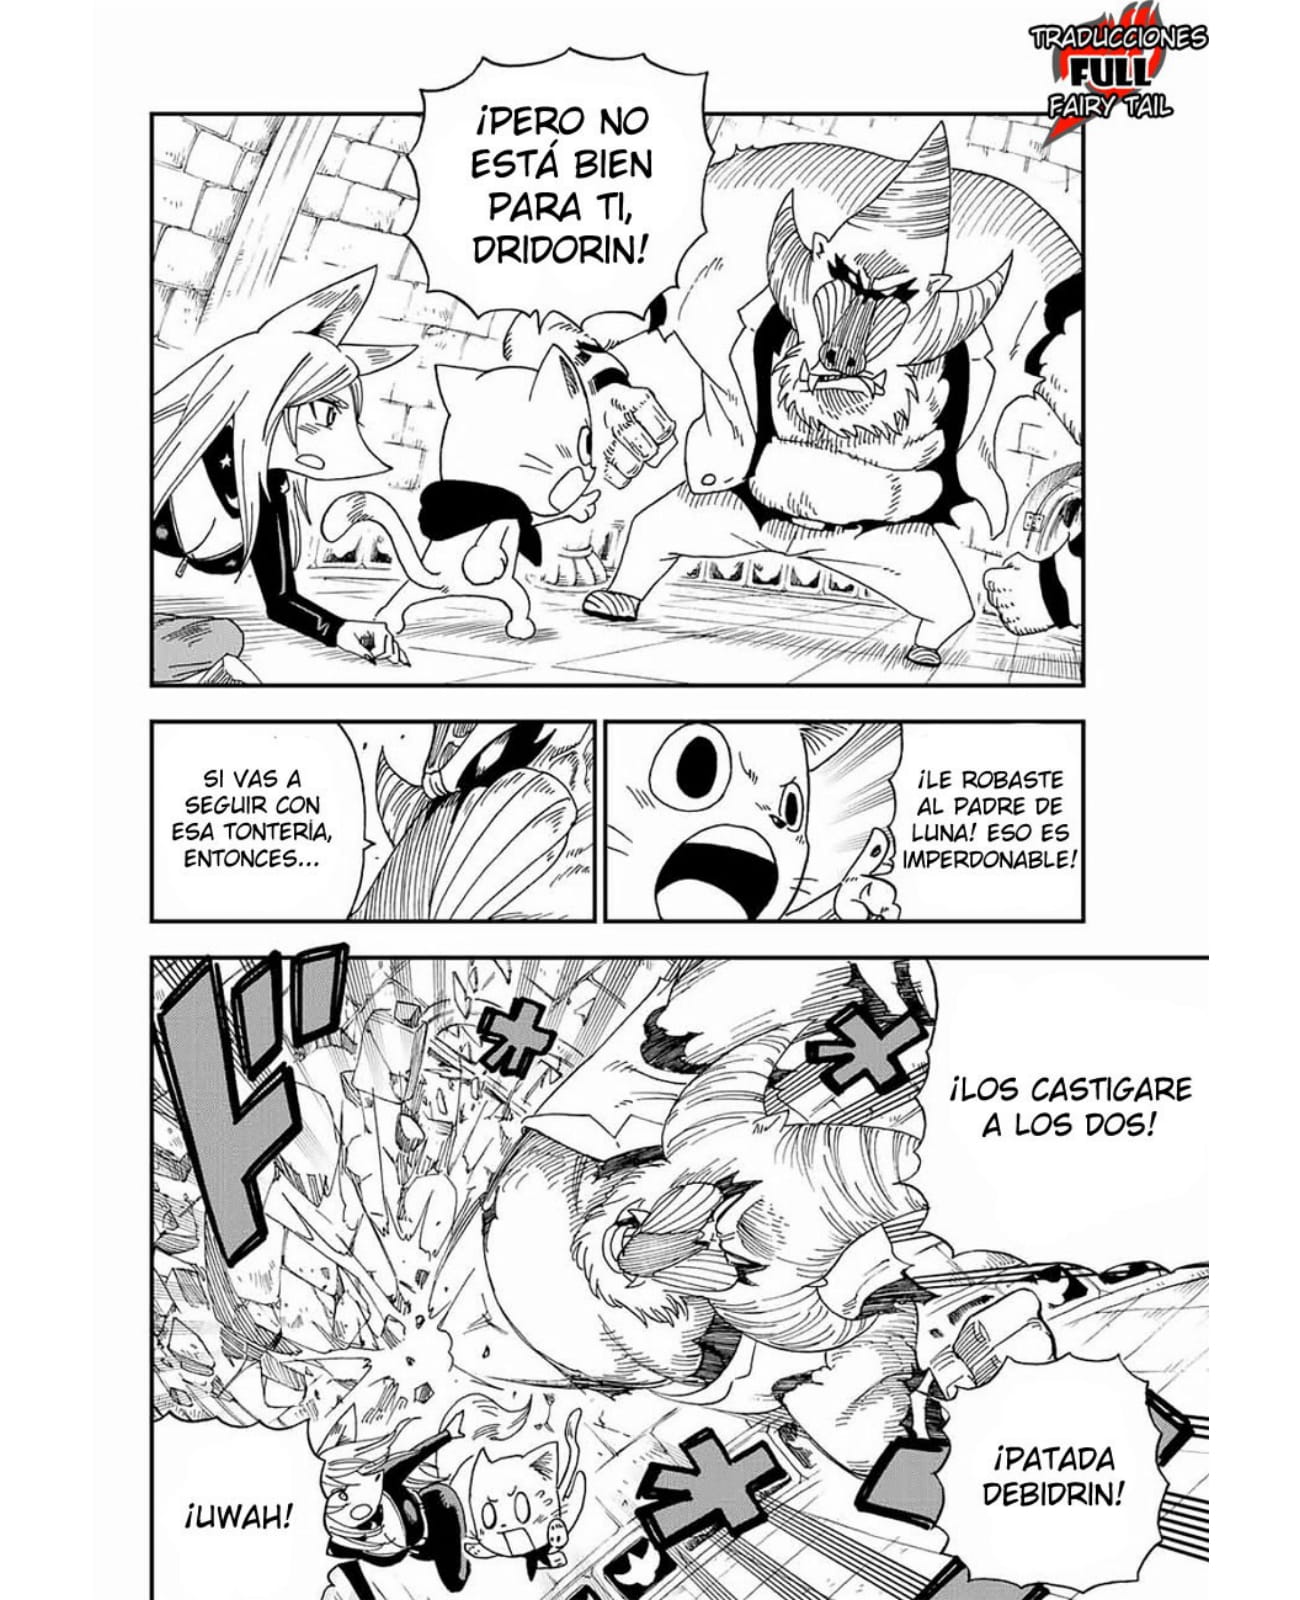 TRADUCCIONES
FULL
FAIRY TAIL
¡PERO NO
ESTÁ BIEN
PARA TI,
DRIDORIN!
¡LE ROBASTE
AL PADRE DE
LUNA! ESO ES
IMPERDONABLE!
SI VAS A
SEGUIR CON
ESA TONTERÍA,
ENTONCES...
¡LOS CASTIGARE
A LOS DOS!
ド
¡PATADA
DEBIDRIN!
¡UWAH!